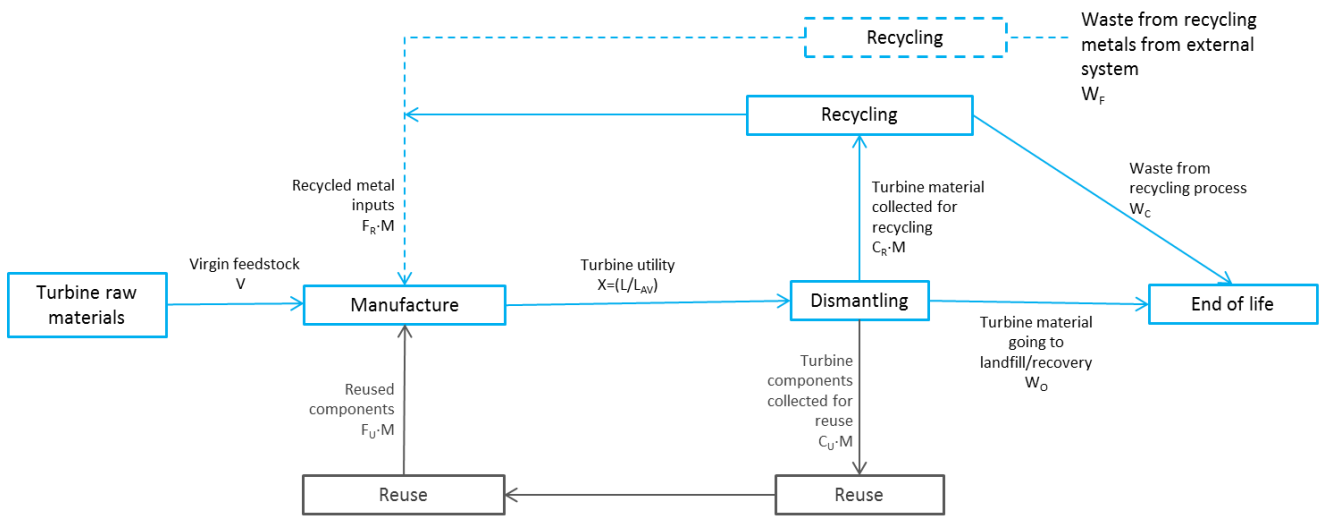 Recycling
Waste from recycling
metals from external
system
W_F
Recycling
Waste from
recycling process
W_C
Recycled metal
inputs
F_R·M
Turbine material
collected for
recycling
C_R·M
Virgin feedstock
V
Turbine utility
X=(L/L_AV)
Turbine raw
materials
Manufacture
Dismantling
End of life
Turbine material
going to
landfill/recovery
W_O
Reused
components
F_U·M
Turbine
components
collected for
reuse
C_U·M
Reuse
Reuse